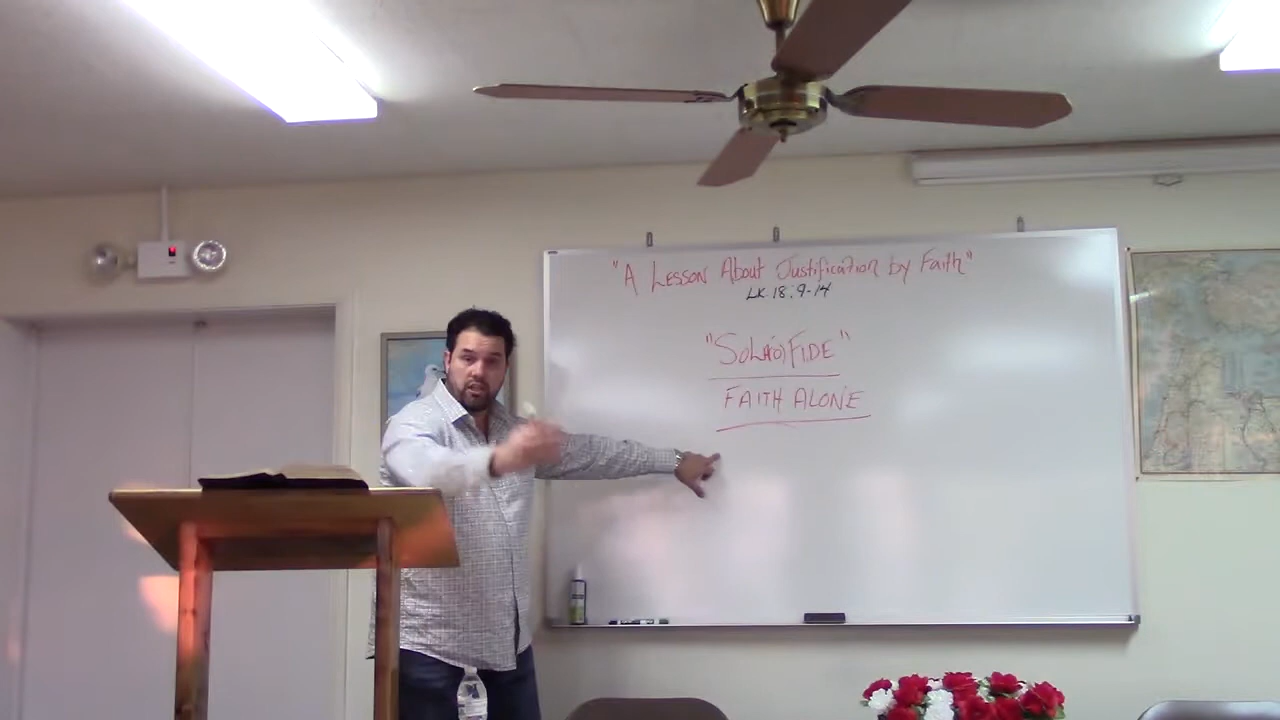 "A LESSON About Justification by Faith"
LK. 18:9-14
"SOLA(O) FIDE"
FAITH ALONE